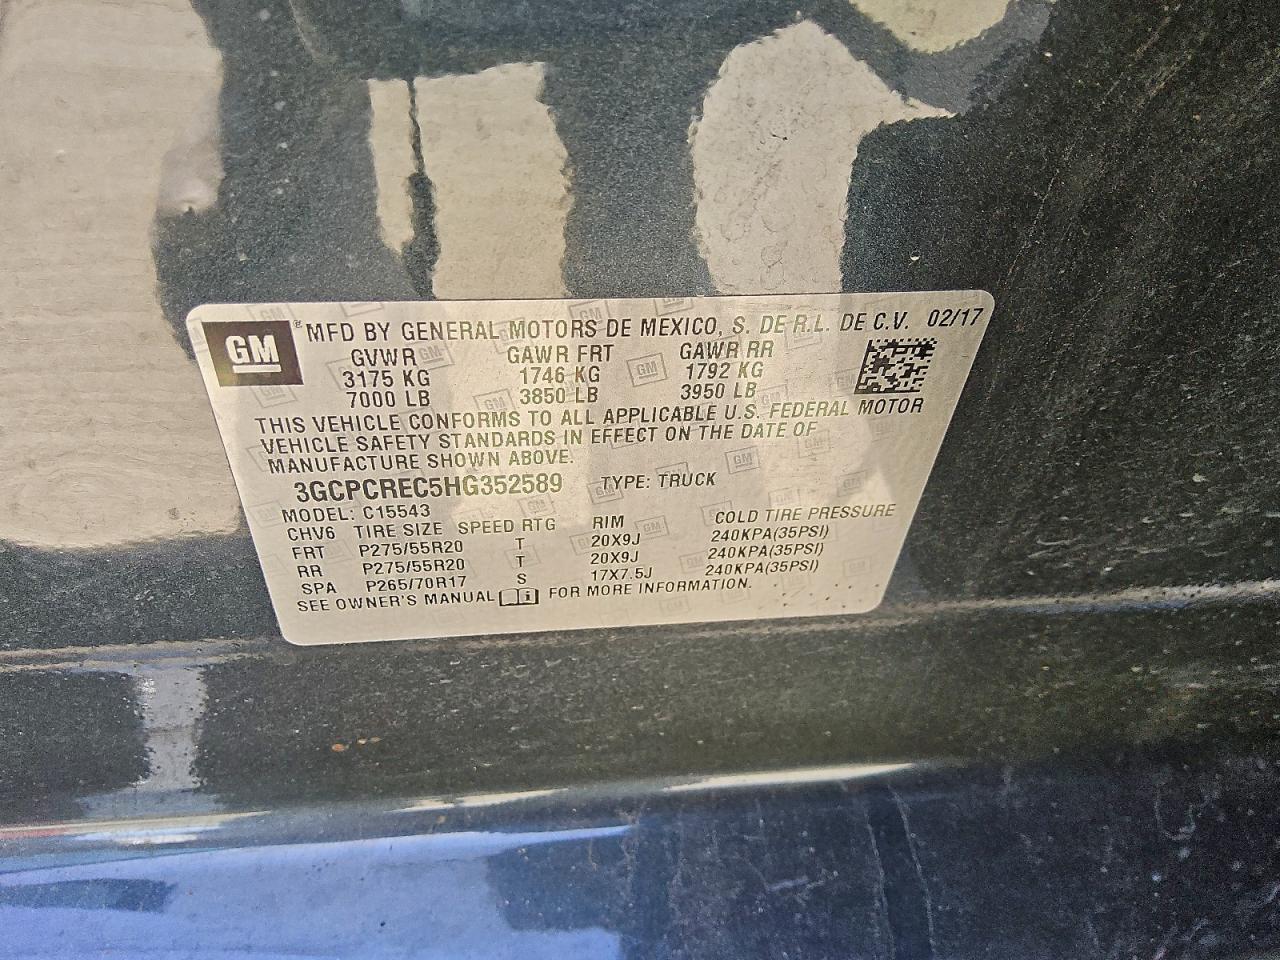 GM ® MFD BY GENERAL MOTORS DE MEXICO, S. DE R.L. DE C.V. 02/17
GVWR GAWR FRT GAWR RR
3175 KG 1746 KG 1792 KG
7000 LB 3850 LB 3950 LB
THIS VEHICLE CONFORMS TO ALL APPLICABLE U.S. FEDERAL MOTOR
VEHICLE SAFETY STANDARDS IN EFFECT ON THE DATE OF
MANUFACTURE SHOWN ABOVE.
3GCPCREC5HG352589 TYPE: TRUCK
MODEL: C15543
CHV6 TIRE SIZE SPEED RTG RIM COLD TIRE PRESSURE
FRT P275/55R20 T 20X9J 240KPA(35PSI)
RR P275/55R20 T 20X9J 240KPA(35PSI)
SPA P265/70R17 S 17X7.5J 240KPA(35PSI)
SEE OWNER'S MANUAL i FOR MORE INFORMATION.